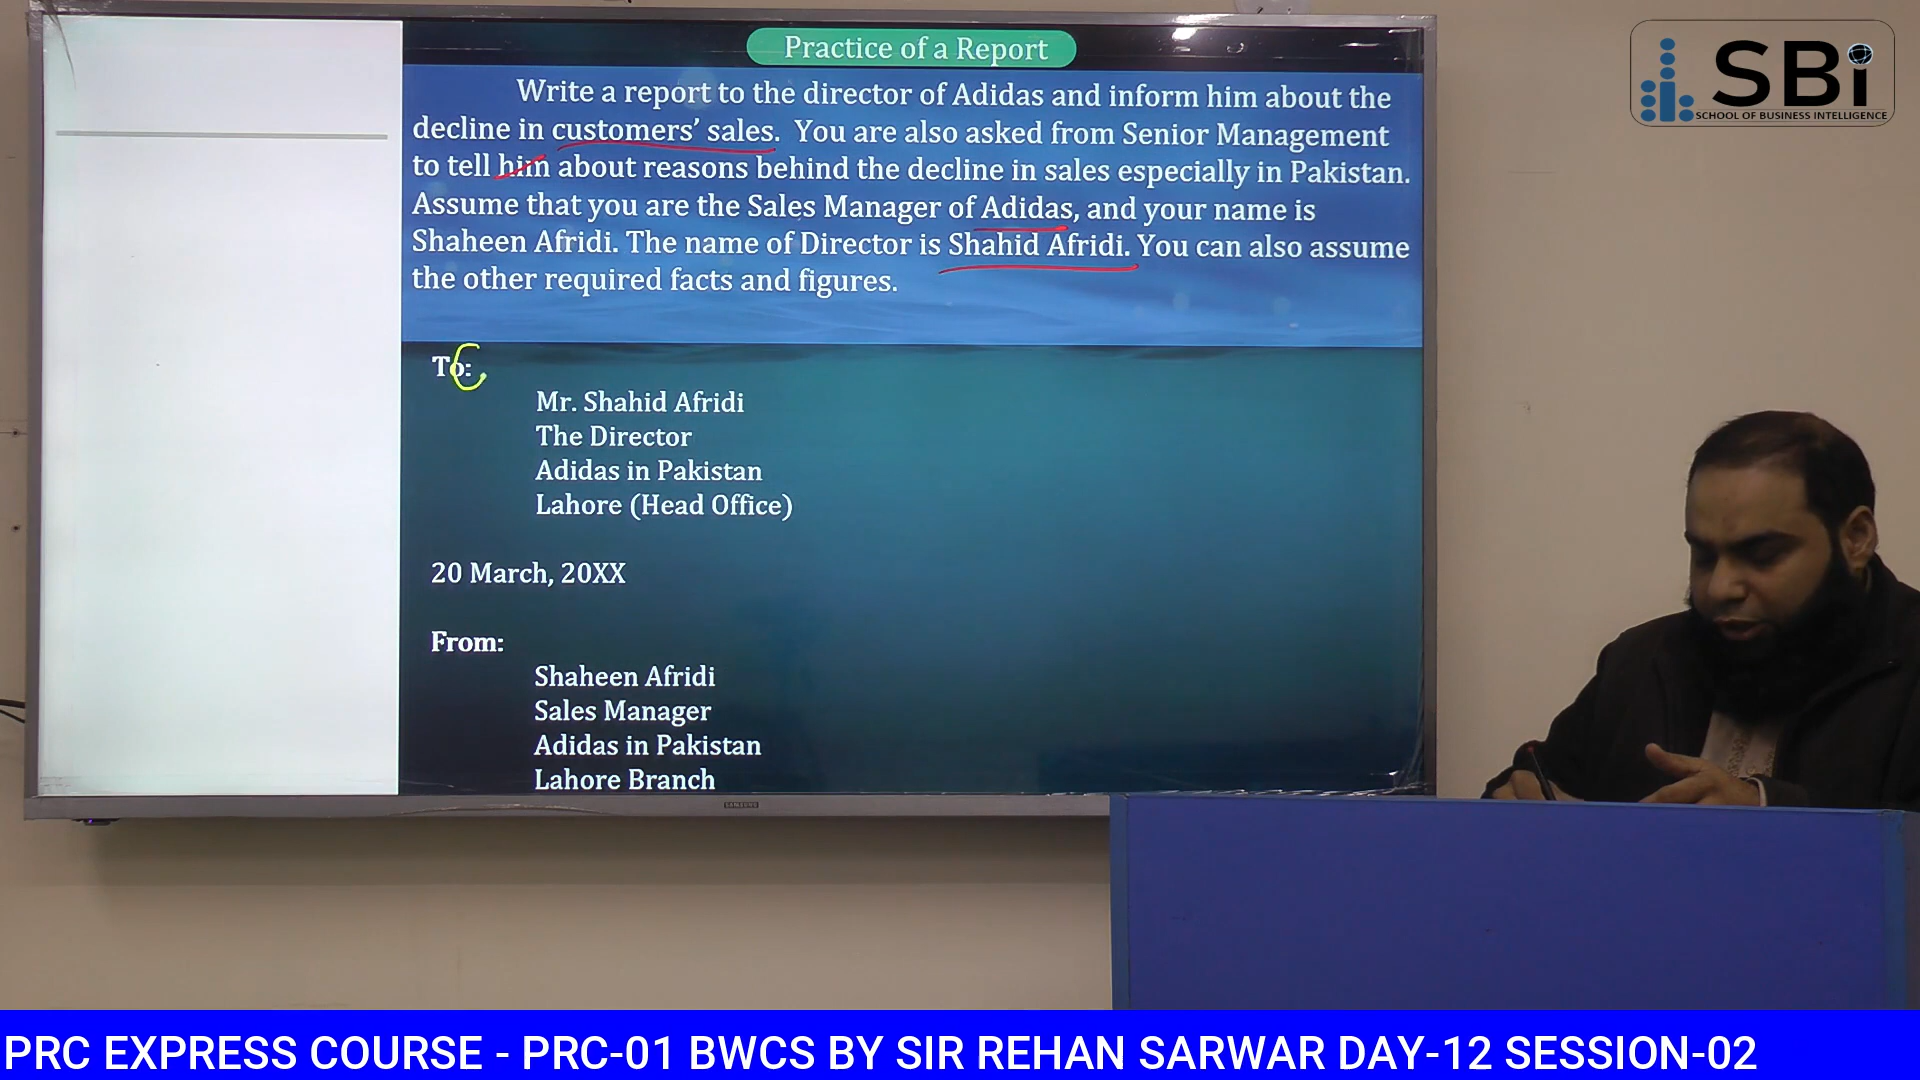 Practice of a Report
Write a report to the director of Adidas and inform him about the
decline in customers’ sales. You are also asked from Senior Management
to tell him about reasons behind the decline in sales especially in Pakistan.
Assume that you are the Sales Manager of Adidas, and your name is
Shaheen Afridi. The name of Director is Shahid Afridi. You can also assume
the other required facts and figures.
To:
Mr. Shahid Afridi
The Director
Adidas in Pakistan
Lahore (Head Office)
20 March, 20XX
From:
Shaheen Afridi
Sales Manager
Adidas in Pakistan
Lahore Branch
SAMSUNG
SBi
SCHOOL OF BUSINESS INTELLIGENCE
PRC EXPRESS COURSE - PRC-01 BWCS BY SIR REHAN SARWAR DAY-12 SESSION-02